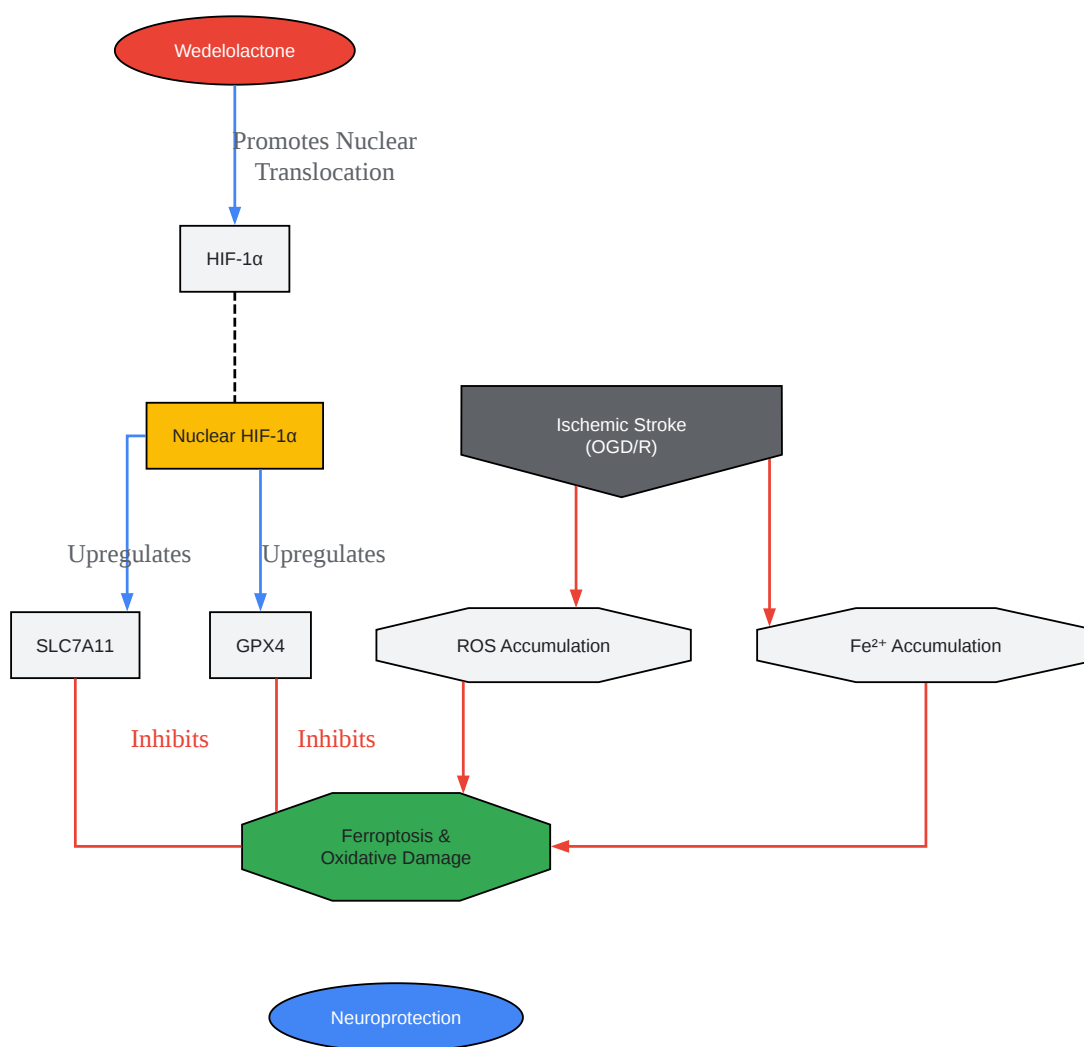 Wedelolactone
Promotes Nuclear
Translocation
HIF-1α
Nuclear HIF-1α
Ischemic Stroke
(OGD/R)
Upregulates
Upregulates
SLC7A11
GPX4
ROS Accumulation
Fe²⁺ Accumulation
Inhibits
Inhibits
Ferroptosis &
Oxidative Damage
Neuroprotection